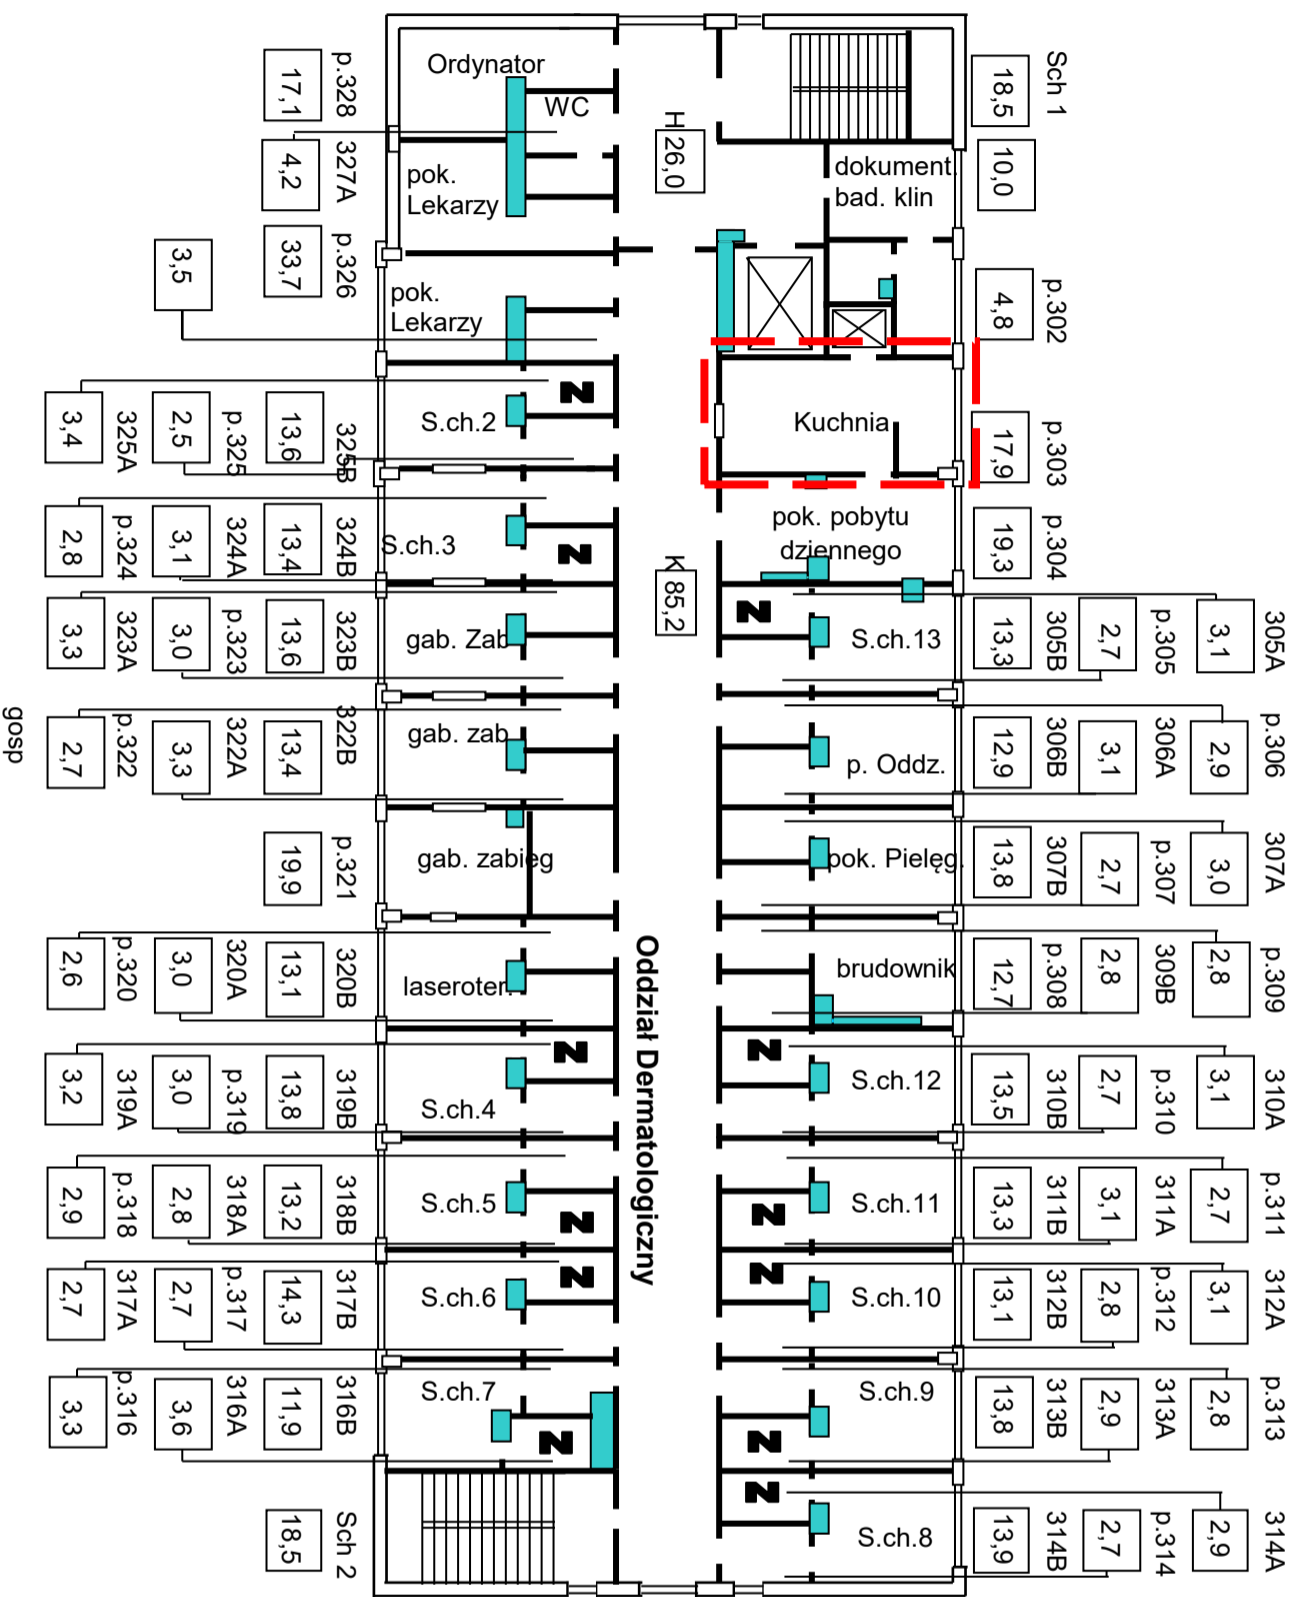 Ordynator
WC
p.328
17,1
327A
4,2
pok.
Lekarzy
p.326
33,7
3,5
pok.
Lekarzy
H 26,0
Sch 1
18,5
10,0
dokument.
bad. klin
p.302
4,8
Kuchnia
p.303
17,9
pok. pobytu
dziennego
p.304
19,3
S.ch.2
325B
13,6
p.325
2,5
325A
3,4
N
S.ch.3
324B
13,4
324A
3,1
p.324
2,8
N
gab. Zab
323B
13,6
p.323
3,0
323A
3,3
gab. zab.
322B
13,4
322A
3,3
p.322
2,7
gosp
gab. zabieg
p.321
19,9
laseroter.
320B
13,1
320A
3,0
p.320
2,6
N
S.ch.4
319B
13,8
p.319
3,0
319A
3,2
S.ch.5
318B
13,2
318A
2,8
p.318
2,9
N
N
S.ch.6
317B
14,3
p.317
2,7
317A
2,7
S.ch.7
316B
11,9
316A
3,6
p.316
3,3
N
Sch 2
18,5
K 85,2
Oddział Dermatologiczny
N
S.ch.13
305B
13,3
p.305
2,7
305A
3,1
p. Oddz.
306B
12,9
306A
3,1
p.306
2,9
pok. Pielęg.
307B
13,8
p.307
2,7
307A
3,0
brudownik
p.308
12,7
309B
2,8
p.309
2,8
N
S.ch.12
310B
13,5
p.310
2,7
310A
3,1
N
S.ch.11
311B
13,3
311A
3,1
p.311
2,7
N
S.ch.10
312B
13,1
p.312
2,8
312A
3,1
S.ch.9
313B
13,8
313A
2,9
p.313
2,8
N
N
S.ch.8
314B
13,9
p.314
2,7
314A
2,9